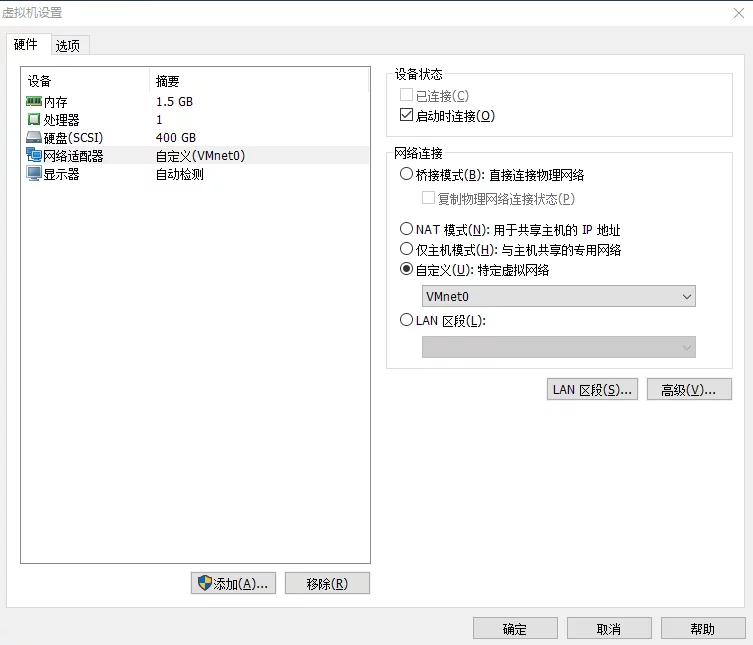 虚拟机设置
硬件 选项
设备 摘要
内存 1.5 GB
处理器 1
硬盘(SCSI) 400 GB
网络适配器 自定义(VMnet0)
显示器 自动检测
添加(A)... 移除(R)
设备状态
已连接(C)
启动时连接(O)
网络连接
桥接模式(B): 直接连接物理网络
复制物理网络连接状态(P)
NAT 模式(N): 用于共享主机的 IP 地址
仅主机模式(H): 与主机共享的专用网络
自定义(U): 特定虚拟网络
VMnet0
LAN 区段(L):
LAN 区段(S)... 高级(V)...
确定 取消 帮助